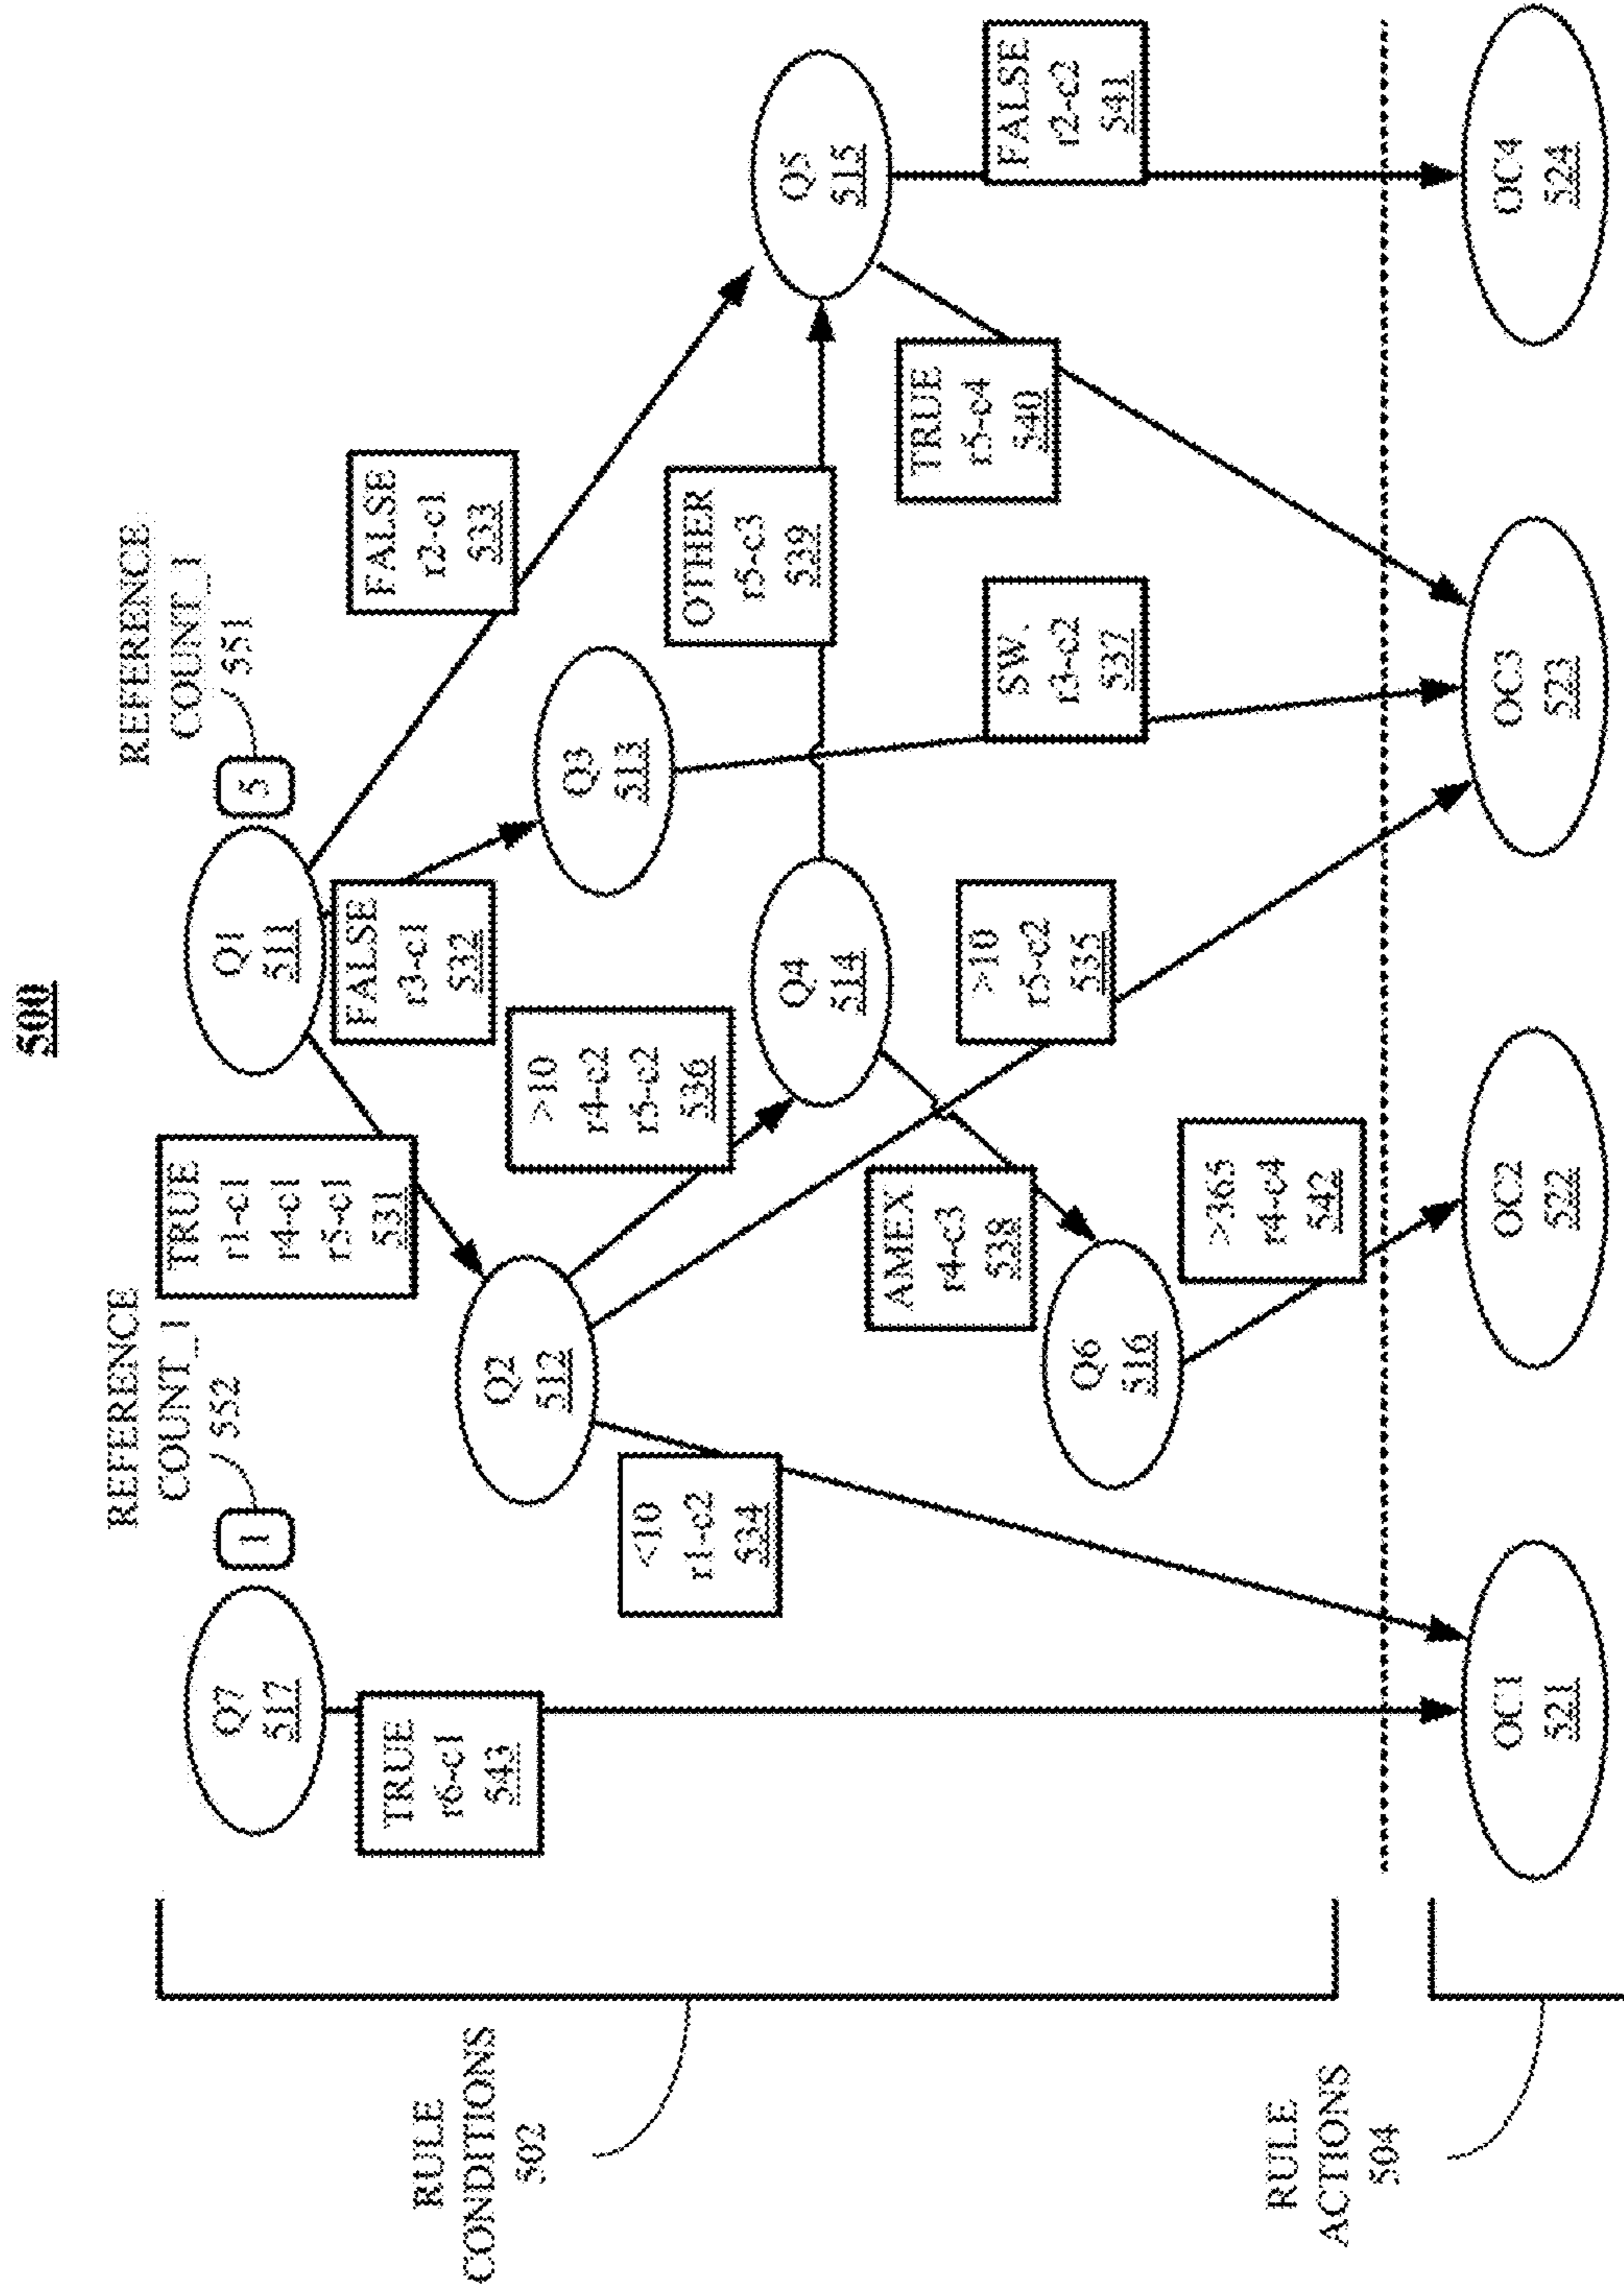 500
REFERENCE
COUNT_1
552
REFERENCE
COUNT_1
551
Q7
517
1
Q1
511
5
TRUE
r1-c1
r4-c1
r5-c1
531
FALSE
r3-c1
532
FALSE
r2-c1
533
TRUE
r6-c1
543
Q2
512
>10
r4-c2
r5-c2
536
Q3
513
<10
r1-c2
534
OTHER
r5-c3
539
Q4
514
Q5
515
AMEX
r4-c3
538
>10
r5-c2
535
TRUE
r5-c4
540
SW.
r3-c2
537
FALSE
r2-c2
541
Q6
516
>365
r4-c4
542
RULE
CONDITIONS
502
OC1
521
OC2
522
OC3
523
OC4
524
RULE
ACTIONS
504